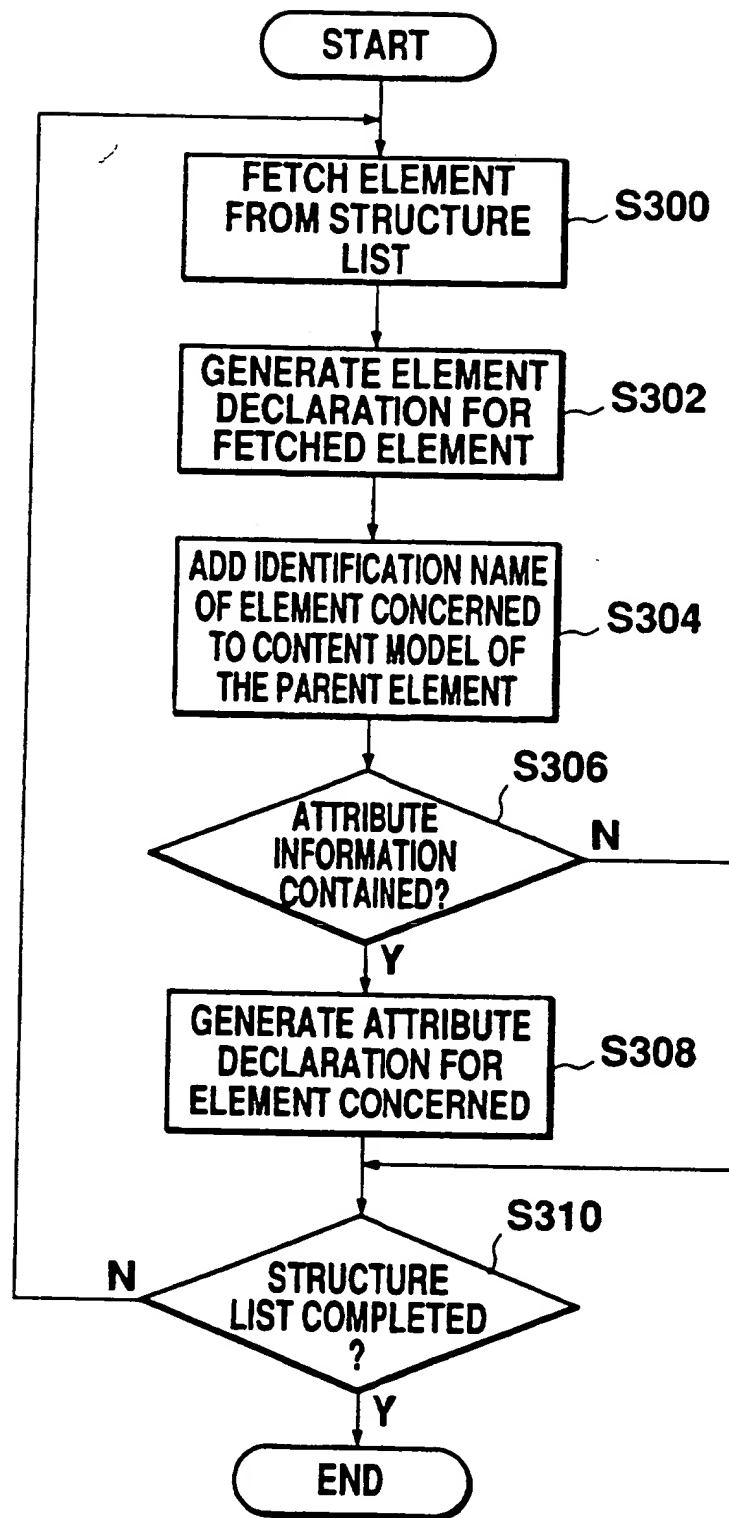 START
FETCH ELEMENT
FROM STRUCTURE
LIST
S300
GENERATE ELEMENT
DECLARATION FOR
FETCHED ELEMENT
S302
ADD IDENTIFICATION NAME
OF ELEMENT CONCERNED
TO CONTENT MODEL OF
THE PARENT ELEMENT
S304
S306
ATTRIBUTE
INFORMATION
CONTAINED?
N
Y
GENERATE ATTRIBUTE
DECLARATION FOR
ELEMENT CONCERNED
S308
S310
N
STRUCTURE
LIST COMPLETED
?
Y
END